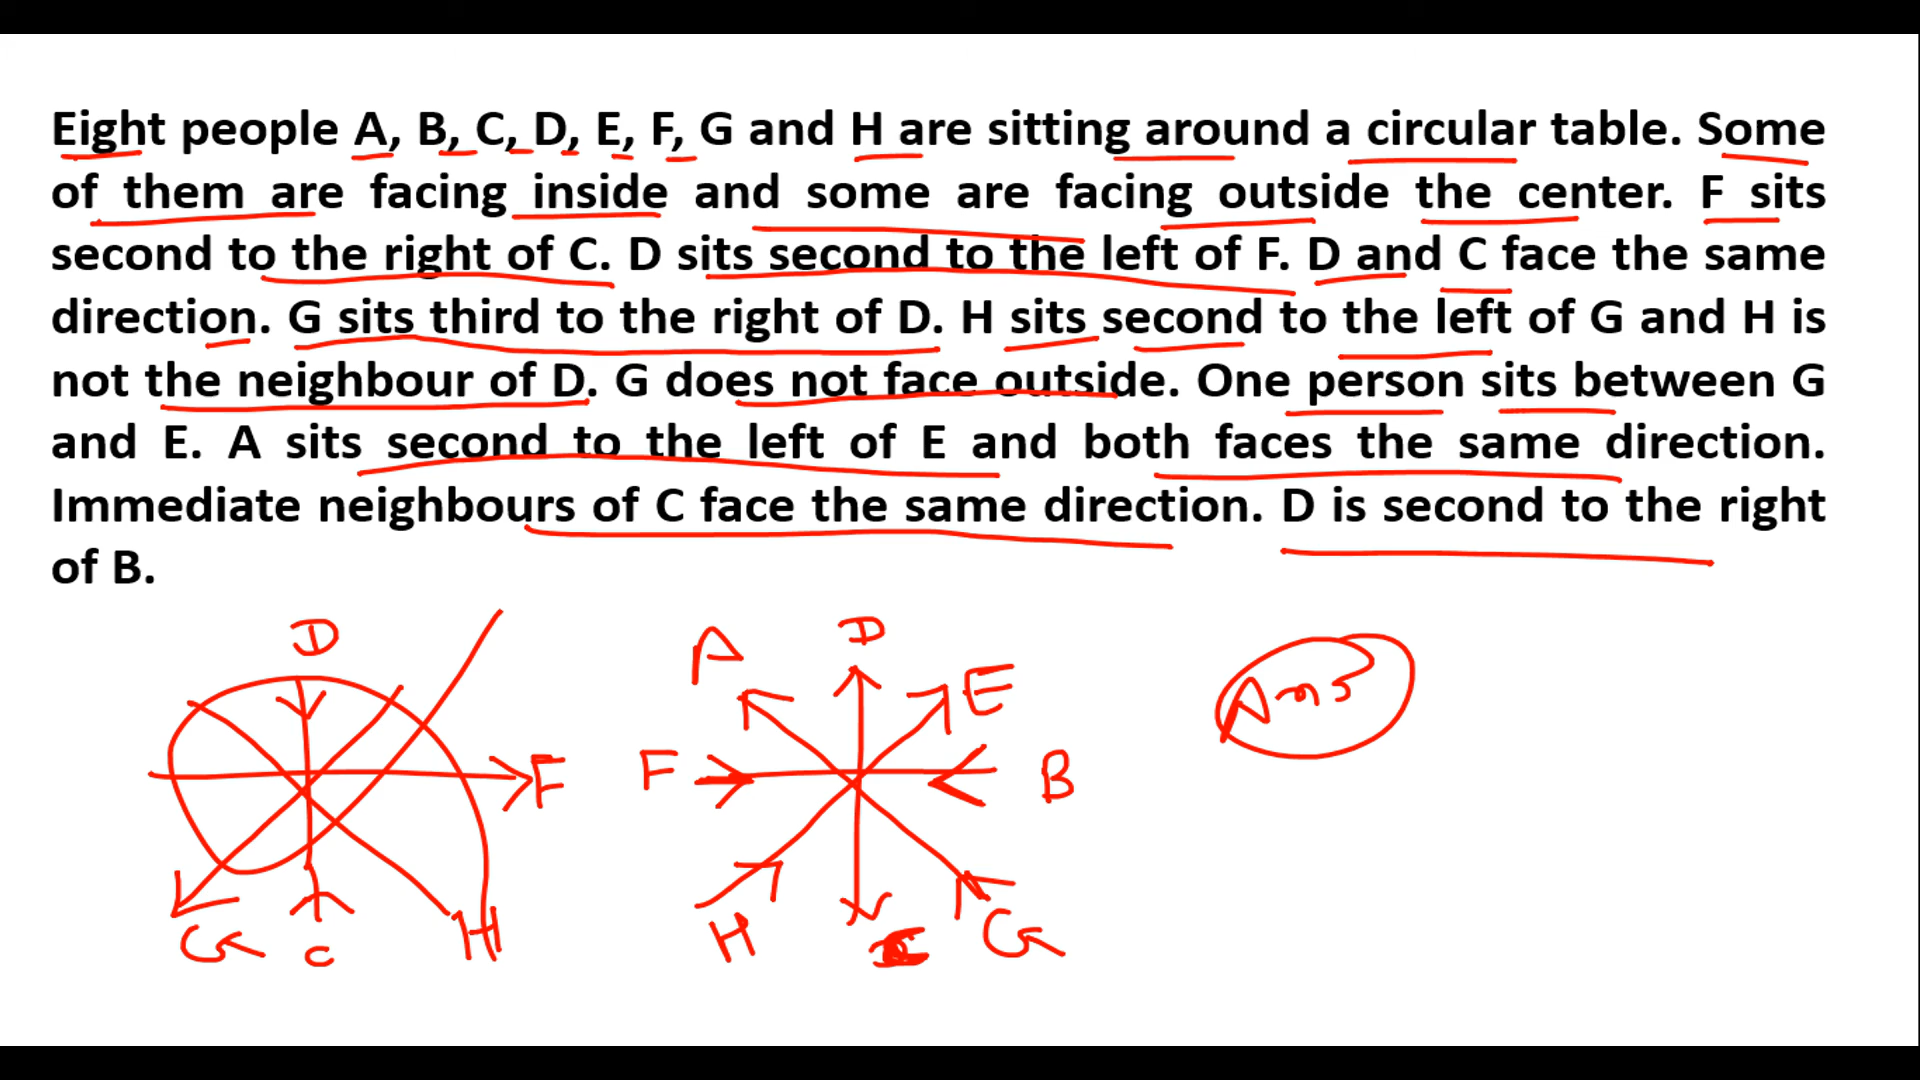 Eight people A, B, C, D, E, F, G and H are sitting around a circular table. Some
of them are facing inside and some are facing outside the center. F sits
second to the right of C. D sits second to the left of F. D and C face the same
direction. G sits third to the right of D. H sits second to the left of G and H is
not the neighbour of D. G does not face outside. One person sits between G
and E. A sits second to the left of E and both faces the same direction.
Immediate neighbours of C face the same direction. D is second to the right
of B.
D
F
G C H
A D E
F B
H G
Ans